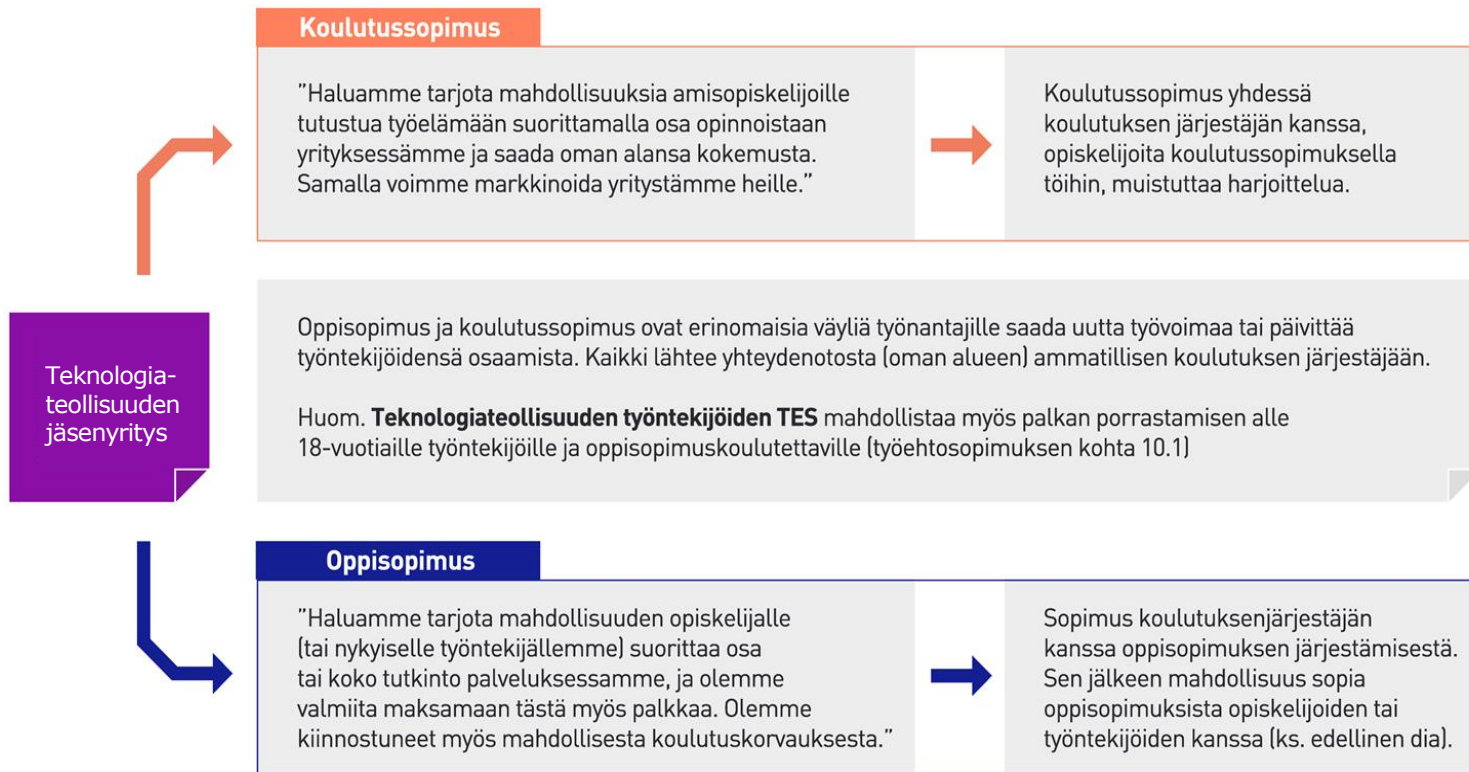 Koulutussopimus
”Haluamme tarjota mahdollisuuksia amisopiskelijoille
tutustua työelämään suorittamalla osa opinnoistaan
yrityksessämme ja saada oman alansa kokemusta.
Samalla voimme markkinoida yritystämme heille.”
Koulutussopimus yhdessä
koulutuksen järjestäjän kanssa,
opiskelijoita koulutussopimuksella
töihin, muistuttaa harjoittelua.
Teknologia-
teollisuuden
jäsenyritys
Oppisopimus ja koulutussopimus ovat erinomaisia väyliä työnantajille saada uutta työvoimaa tai päivittää
työntekijöidensä osaamista. Kaikki lähtee yhteydenotosta (oman alueen) ammatillisen koulutuksen järjestäjään.
Huom. Teknologiateollisuuden työntekijöiden TES mahdollistaa myös palkan porrastamisen alle
18-vuotiaille työntekijöille ja oppisopimuskoulutettaville (työehtosopimuksen kohta 10.1)
Oppisopimus
”Haluamme tarjota mahdollisuuden opiskelijalle
(tai nykyiselle työntekijällemme) suorittaa osa
tai koko tutkinto palveluksessamme, ja olemme
valmiita maksamaan tästä myös palkkaa. Olemme
kiinnostuneet myös mahdollisesta koulutuskorvauksesta.”
Sopimus koulutuksenjärjestäjän
kanssa oppisopimuksen järjestämisestä.
Sen jälkeen mahdollisuus sopia
oppisopimuksista opiskelijoiden tai
työntekijöiden kanssa (ks. edellinen dia).